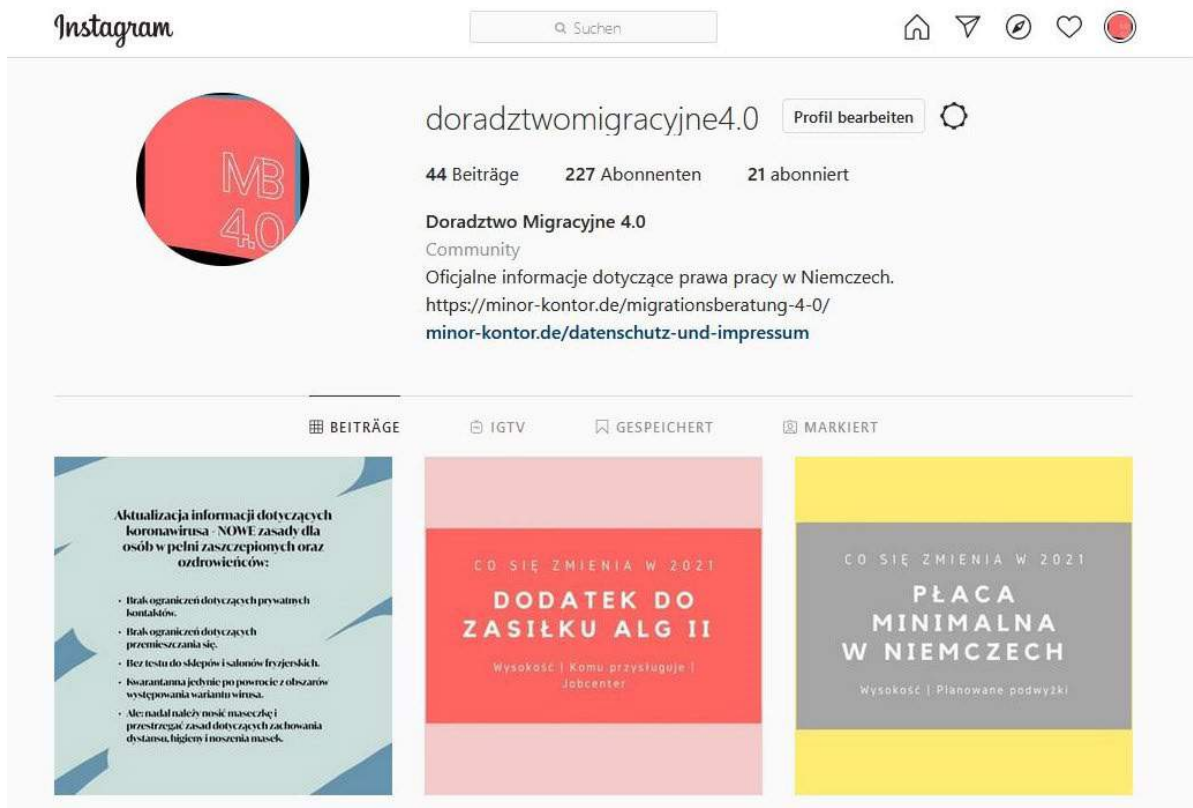 Instagram
Suchen
MB
4.0
doradztwomigracyjne4.0 Profil bearbeiten
44 Beiträge 227 Abonnenten 21 abonniert
Doradztwo Migracyjne 4.0
Community
Oficjalne informacje dotyczące prawa pracy w Niemczech.
https://minor-kontor.de/migrationsberatung-4-0/
minor-kontor.de/datenschutz-und-impressum
BEITRÄGE IGTV GESPEICHERT MARKIERT
Aktualizacja informacji dotyczących
koronawirusa - NOWE zasady dla
osób w pełni zaszczepionych oraz
ozdrowieńców:
• Brak ograniczeń dotyczących prywatnych
kontaktów.
• Brak ograniczeń dotyczących
przemieszczania się.
• Bez testu do sklepów i salonów fryzjerskich.
• Kwarantanna jedynie po powrocie z obszarów
występowania wariantu wirusa.
• Ale: nadal należy nosić maseczkę i
przestrzegać zasad dotyczących zachowania
dystansu, higieny i noszenia masek.
CO SIĘ ZMIENIA W 2021
DODATEK DO
ZASIŁKU ALG II
Wysokość | Komu przysługuje |
Jobcenter
CO SIĘ ZMIENIA W 2021
PŁACA
MINIMALNA
W NIEMCZECH
Wysokość | Planowane podwyżki